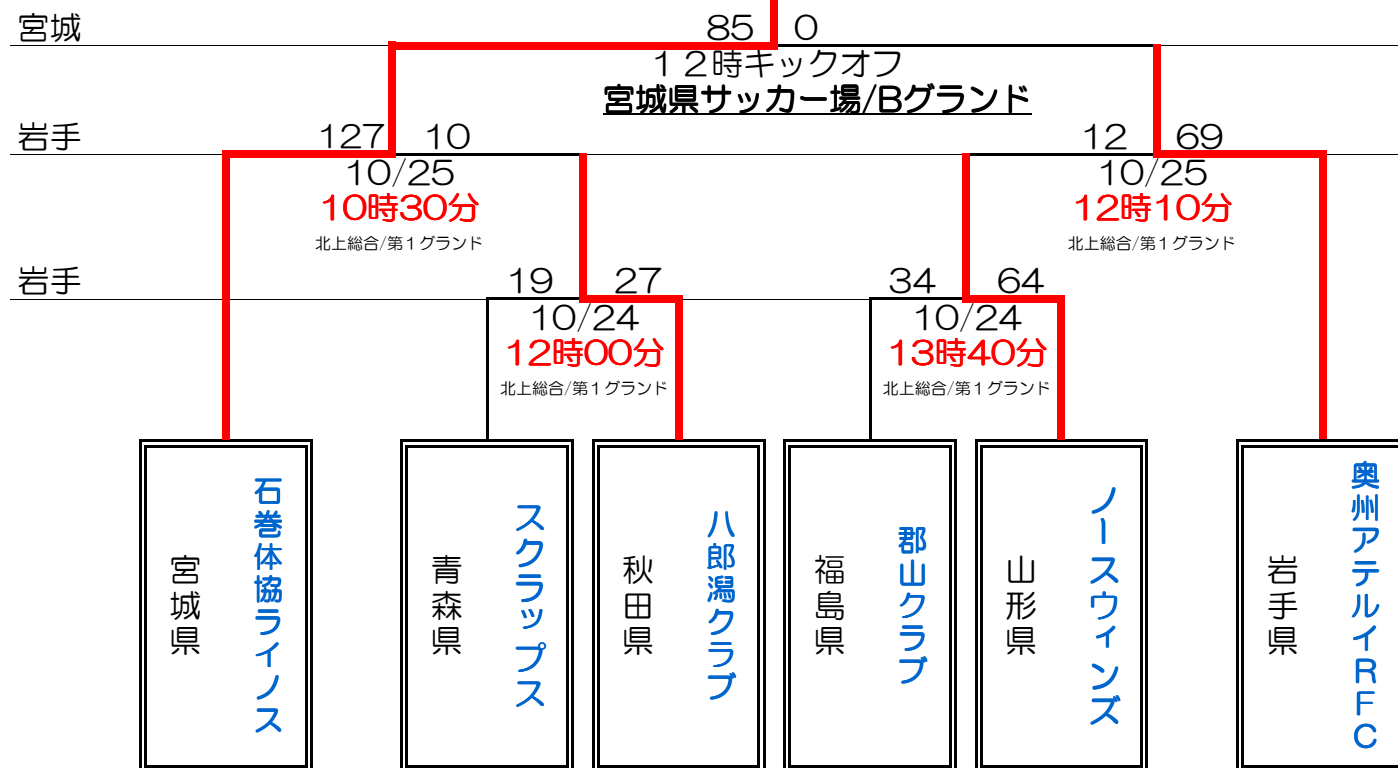 宮城
85 0
12時キックオフ
宮城県サッカー場/Bグランド
岩手
127 10
12 69
10/25
10時30分
北上総合/第1グランド
10/25
12時10分
北上総合/第1グランド
岩手
19 27
34 64
10/24
12時00分
北上総合/第1グランド
10/24
13時40分
北上総合/第1グランド
宮城県
石巻体協ライノス
青森県
スクラップス
秋田県
八郎潟クラブ
福島県
郡山クラブ
山形県
ノースウィンズ
岩手県
奥州アテルイRFC